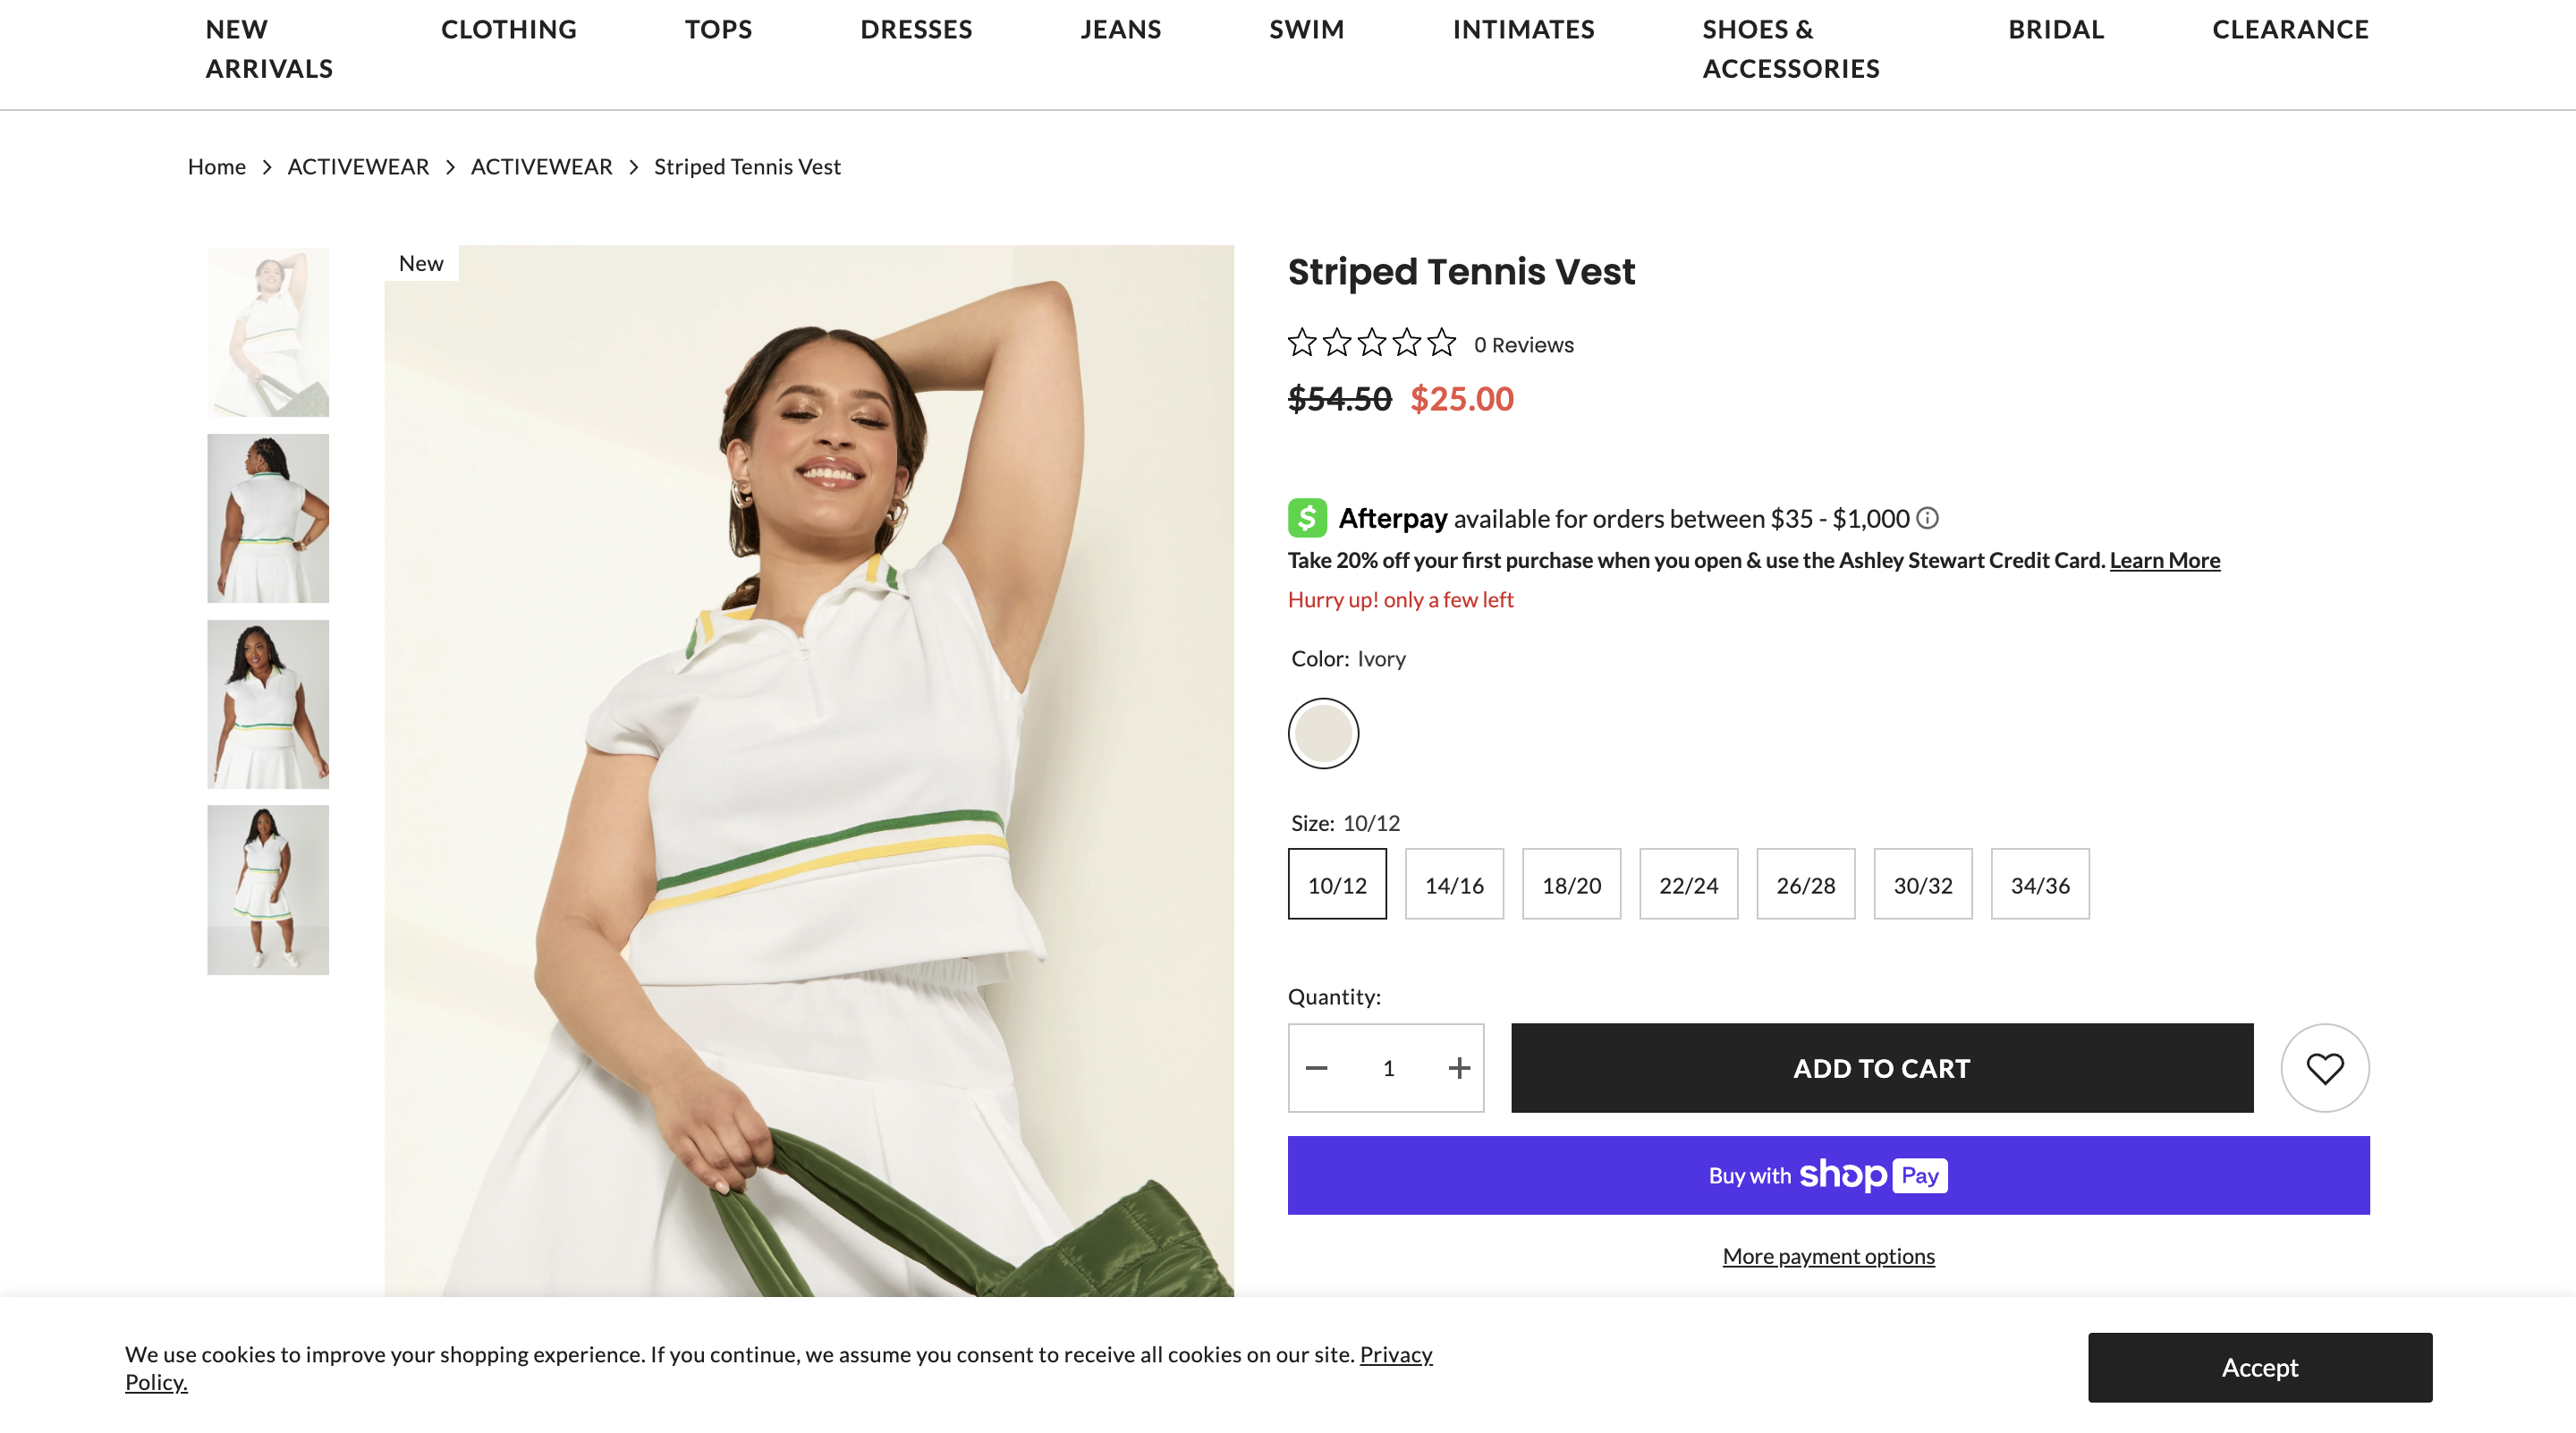 NEW
ARRIVALS
CLOTHING
TOPS
DRESSES
JEANS
SWIM
INTIMATES
SHOES &
ACCESSORIES
BRIDAL
CLEARANCE
Home > ACTIVEWEAR > ACTIVEWEAR > Striped Tennis Vest
New
Striped Tennis Vest
0 Reviews
$54.50 $25.00
$ Afterpay available for orders between $35 - $1,000
Take 20% off your first purchase when you open & use the Ashley Stewart Credit Card. Learn More
Hurry up! only a few left
Color: Ivory
Size: 10/12
10/12 14/16 18/20 22/24 26/28 30/32 34/36
Quantity:
− 1 +
ADD TO CART
Buy with shop Pay
More payment options
We use cookies to improve your shopping experience. If you continue, we assume you consent to receive all cookies on our site. Privacy
Policy.
Accept